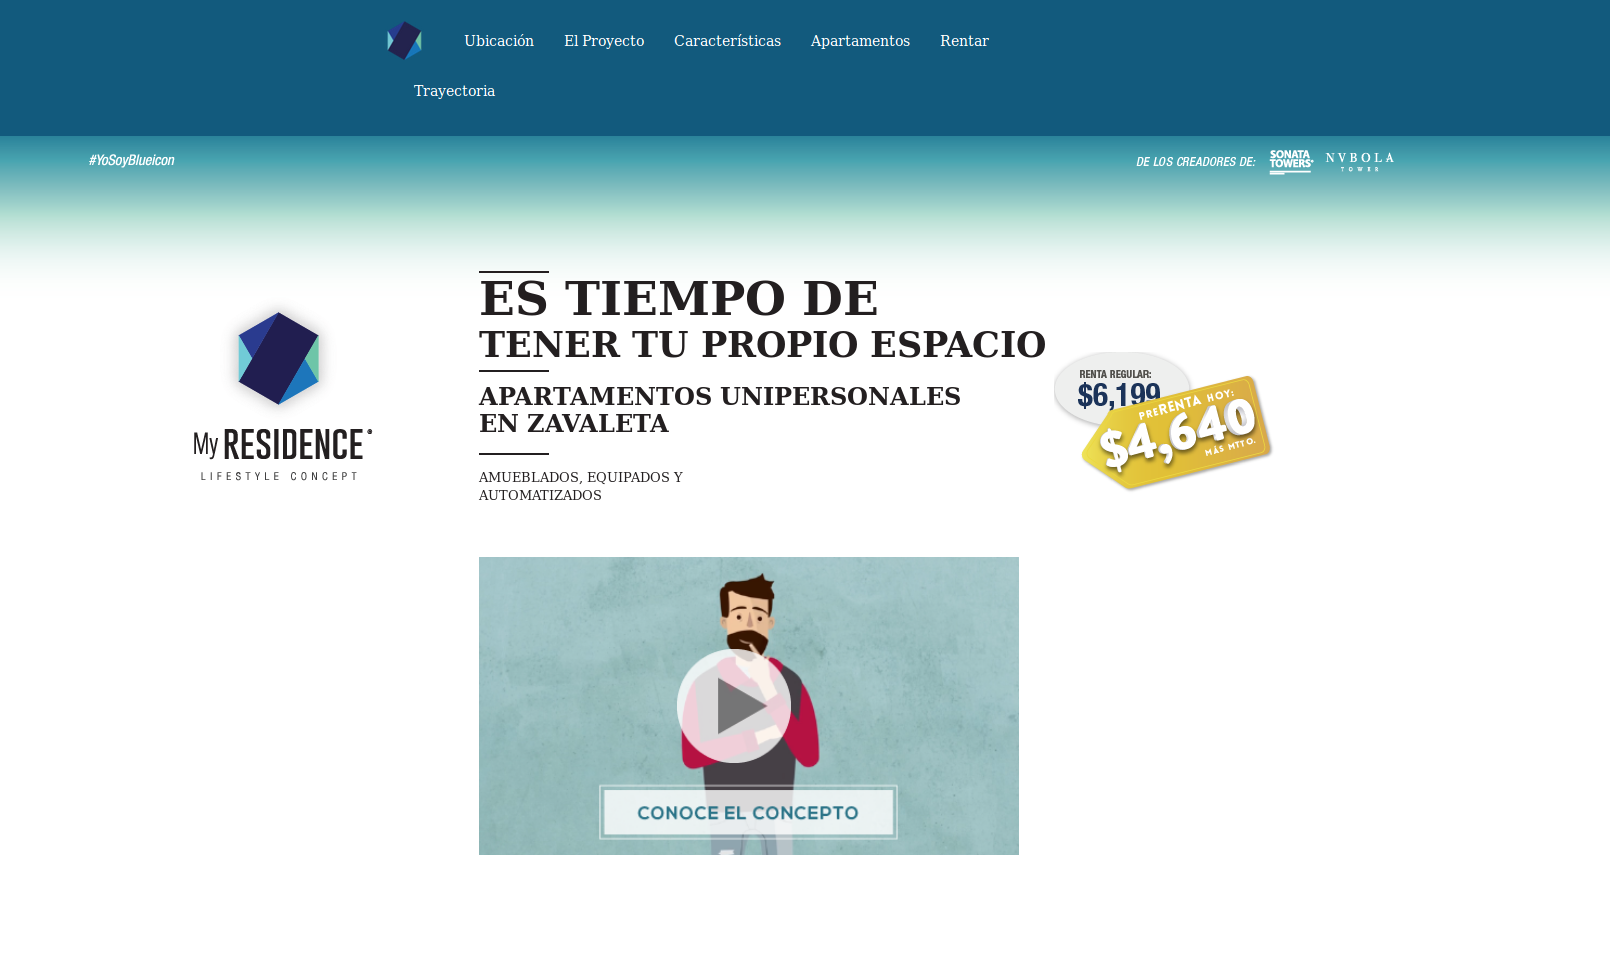 Ubicación El Proyecto Características Apartamentos Rentar
Trayectoria
#YoSoyBlueicon
DE LOS CREADORES DE: SONATA TOWERS® NVBOLA TOWER
ES TIEMPO DE
TENER TU PROPIO ESPACIO
APARTAMENTOS UNIPERSONALES
EN ZAVALETA
AMUEBLADOS, EQUIPADOS Y
AUTOMATIZADOS
My RESIDENCE®
LIFESTYLE CONCEPT
RENTA REGULAR:
$6,199
PRERENTA HOY:
$4,640
MÁS MTTO.
CONOCE EL CONCEPTO